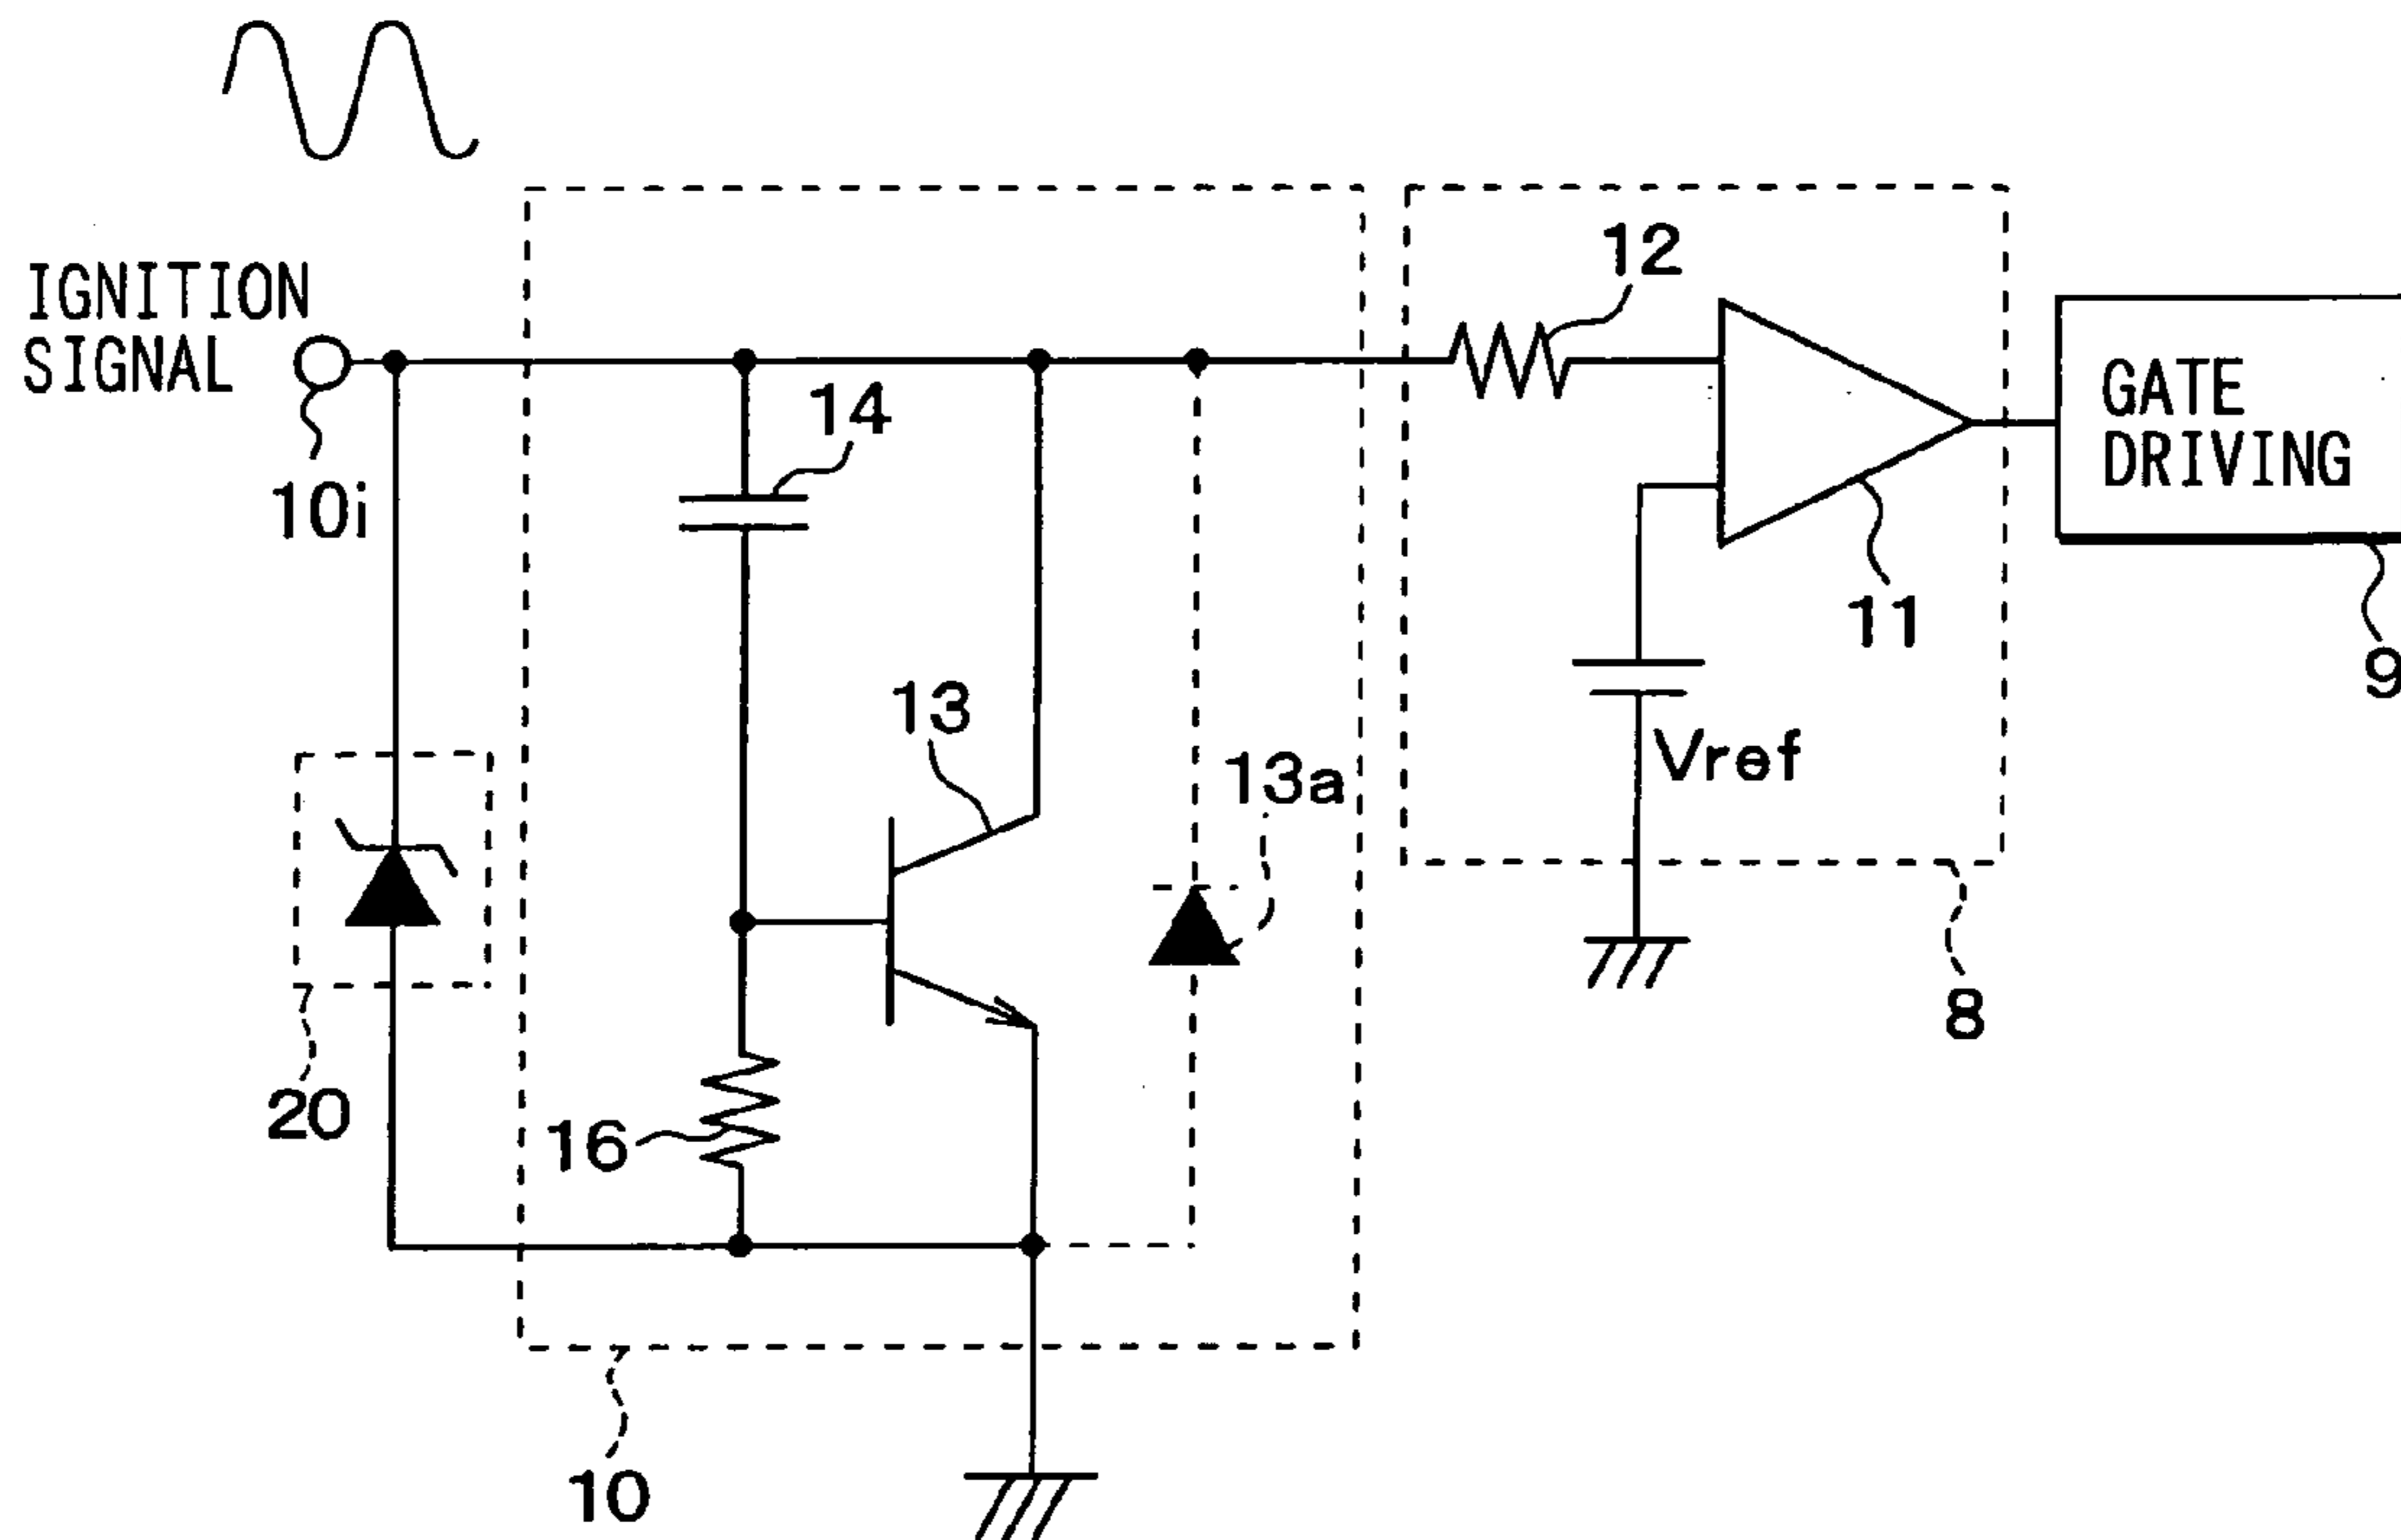 IGNITION
SIGNAL
10i
14
12
GATE
DRIVING
11
9
13
13a
Vref
8
20
16
10